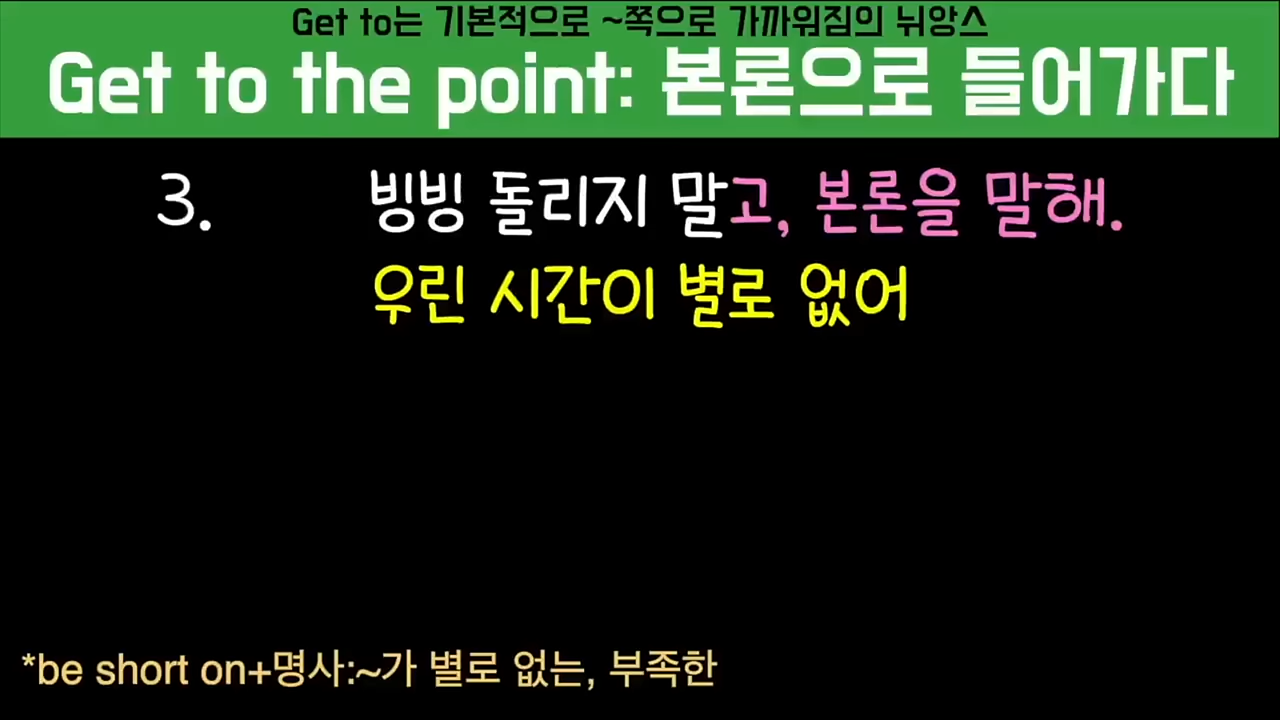 Get to는 기본적으로 ~쪽으로 가까워짐의 뉘앙스
Get to the point: 본론으로 들어가다
3. 빙빙 돌리지 말고, 본론을 말해.
우린 시간이 별로 없어
*be short on+명사:~가 별로 없는, 부족한